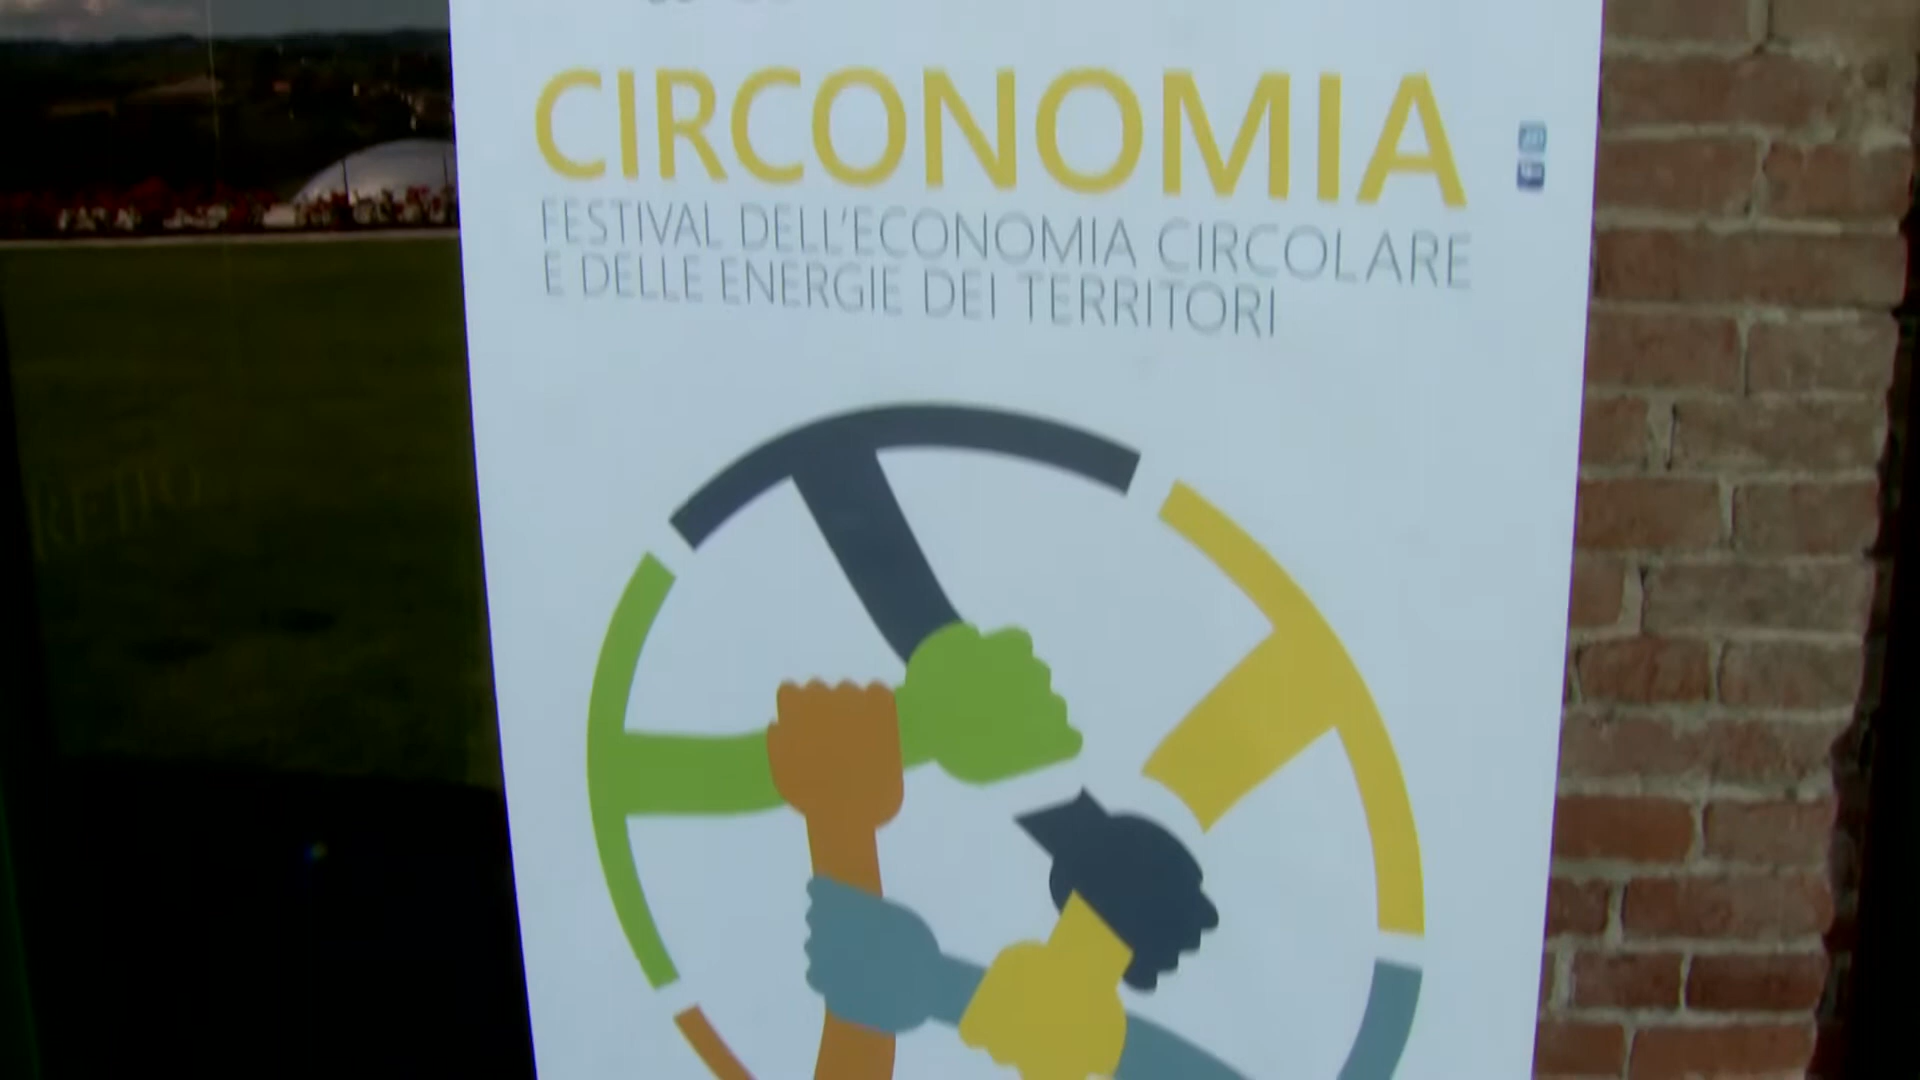 CIRCONOMIA
FESTIVAL DELL'ECONOMIA CIRCOLARE
E DELLE ENERGIE DEI TERRITORI